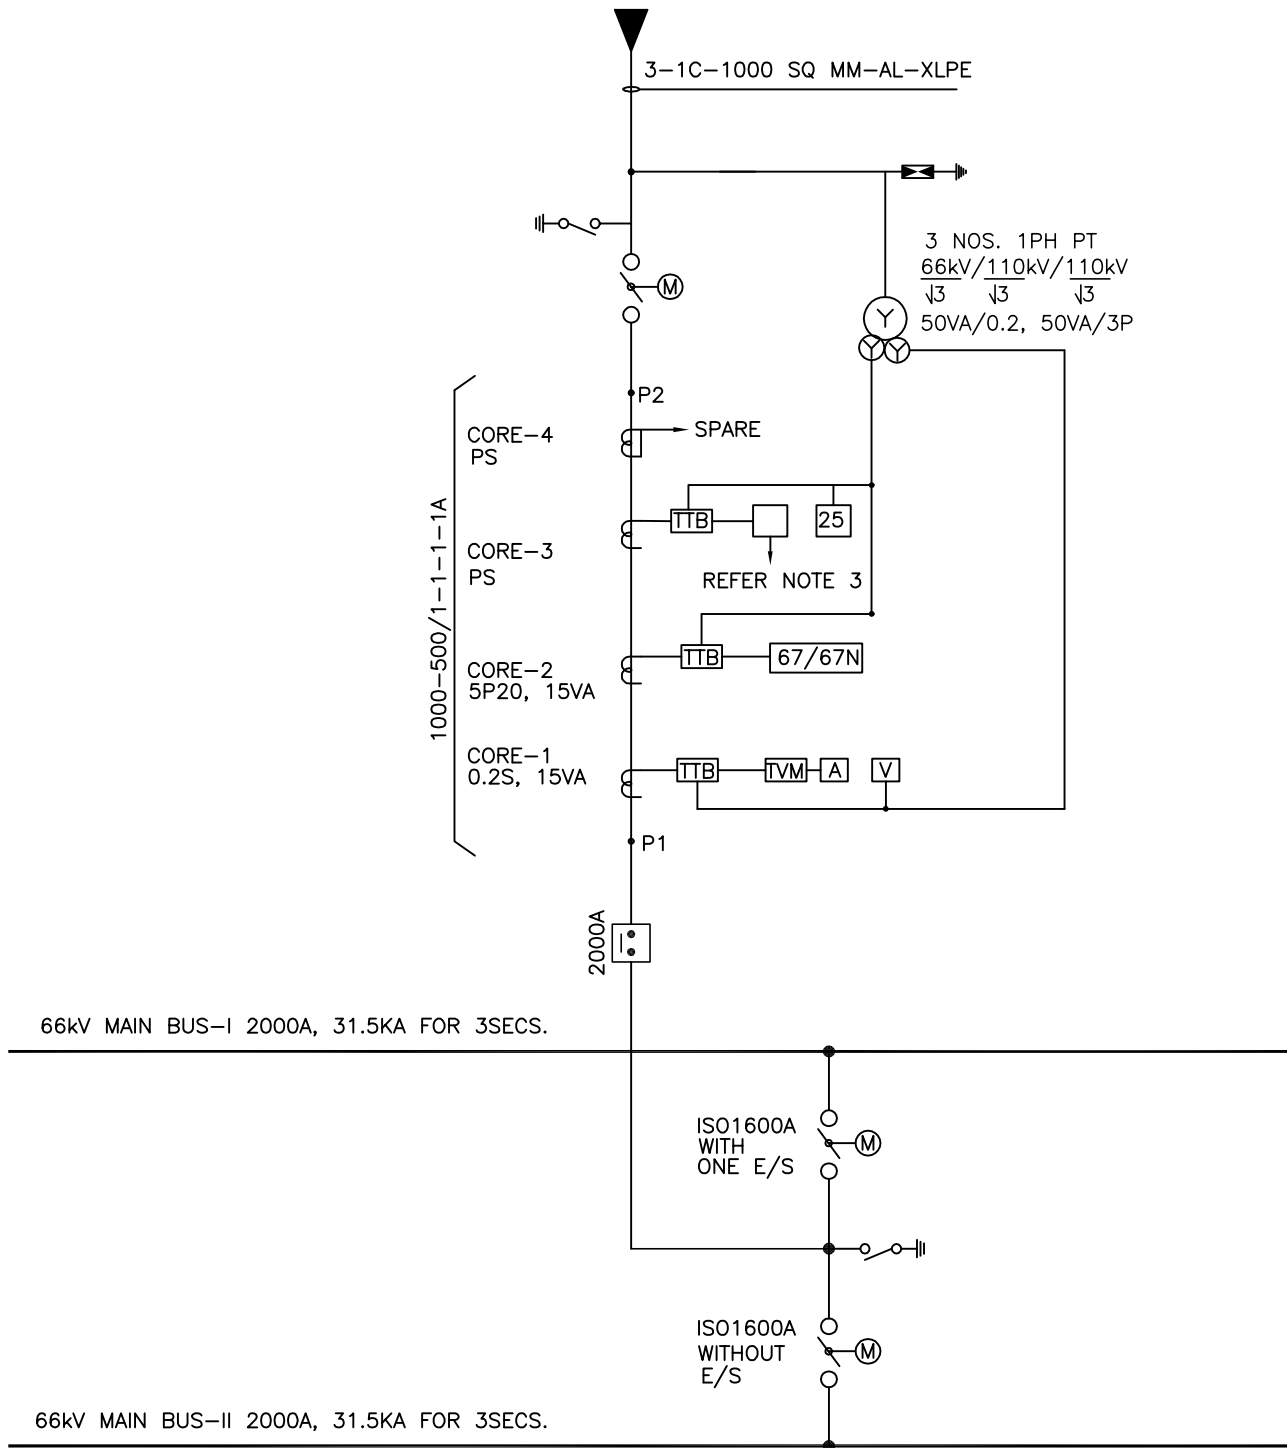 3-1C-1000 SQ MM-AL-XLPE
M
3 NOS. 1PH PT
66kV/110kV/110kV
√3 √3 √3
50VA/0.2, 50VA/3P
Y
Y Y
P2
CORE-4
PS
SPARE
1000-500/1-1-1-1A
TTB
25
CORE-3
PS
REFER NOTE 3
TTB
67/67N
CORE-2
5P20, 15VA
CORE-1
0.2S, 15VA
TTB
TVM
A
V
P1
2000A
66kV MAIN BUS-I 2000A, 31.5KA FOR 3SECS.
ISO1600A
WITH
ONE E/S
M
ISO1600A
WITHOUT
E/S
M
66kV MAIN BUS-II 2000A, 31.5KA FOR 3SECS.